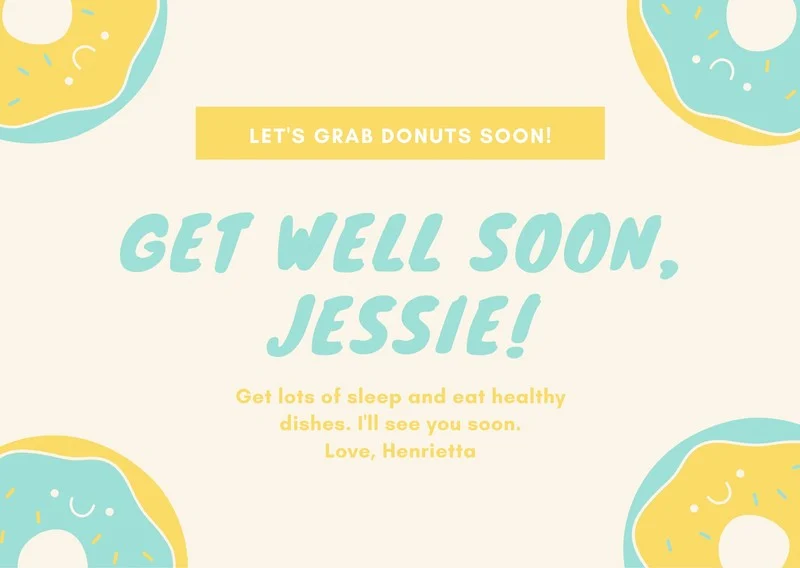 LET'S GRAB DONUTS SOON!
GET WELL SOON,
JESSIE!
Get lots of sleep and eat healthy
dishes. I'll see you soon.
Love, Henrietta